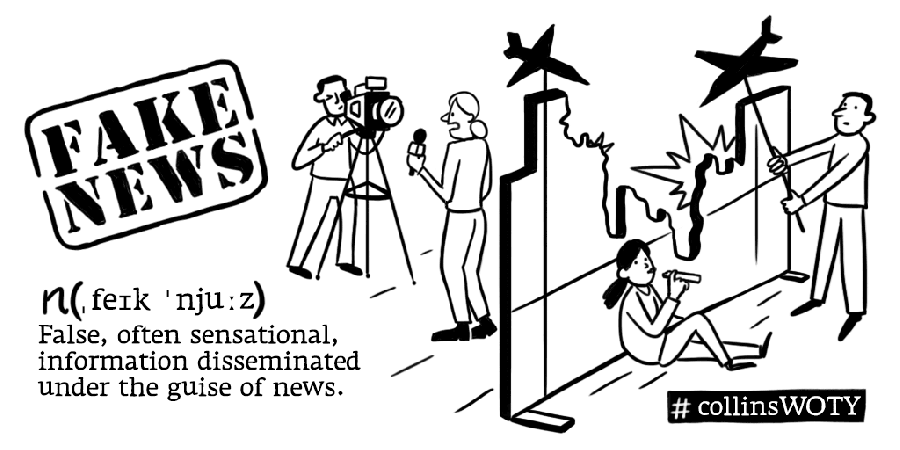 FAKE
NEWS
n(ˌfeɪk ˈnjuːz)
False, often sensational,
information disseminated
under the guise of news.
# collinsWOTY